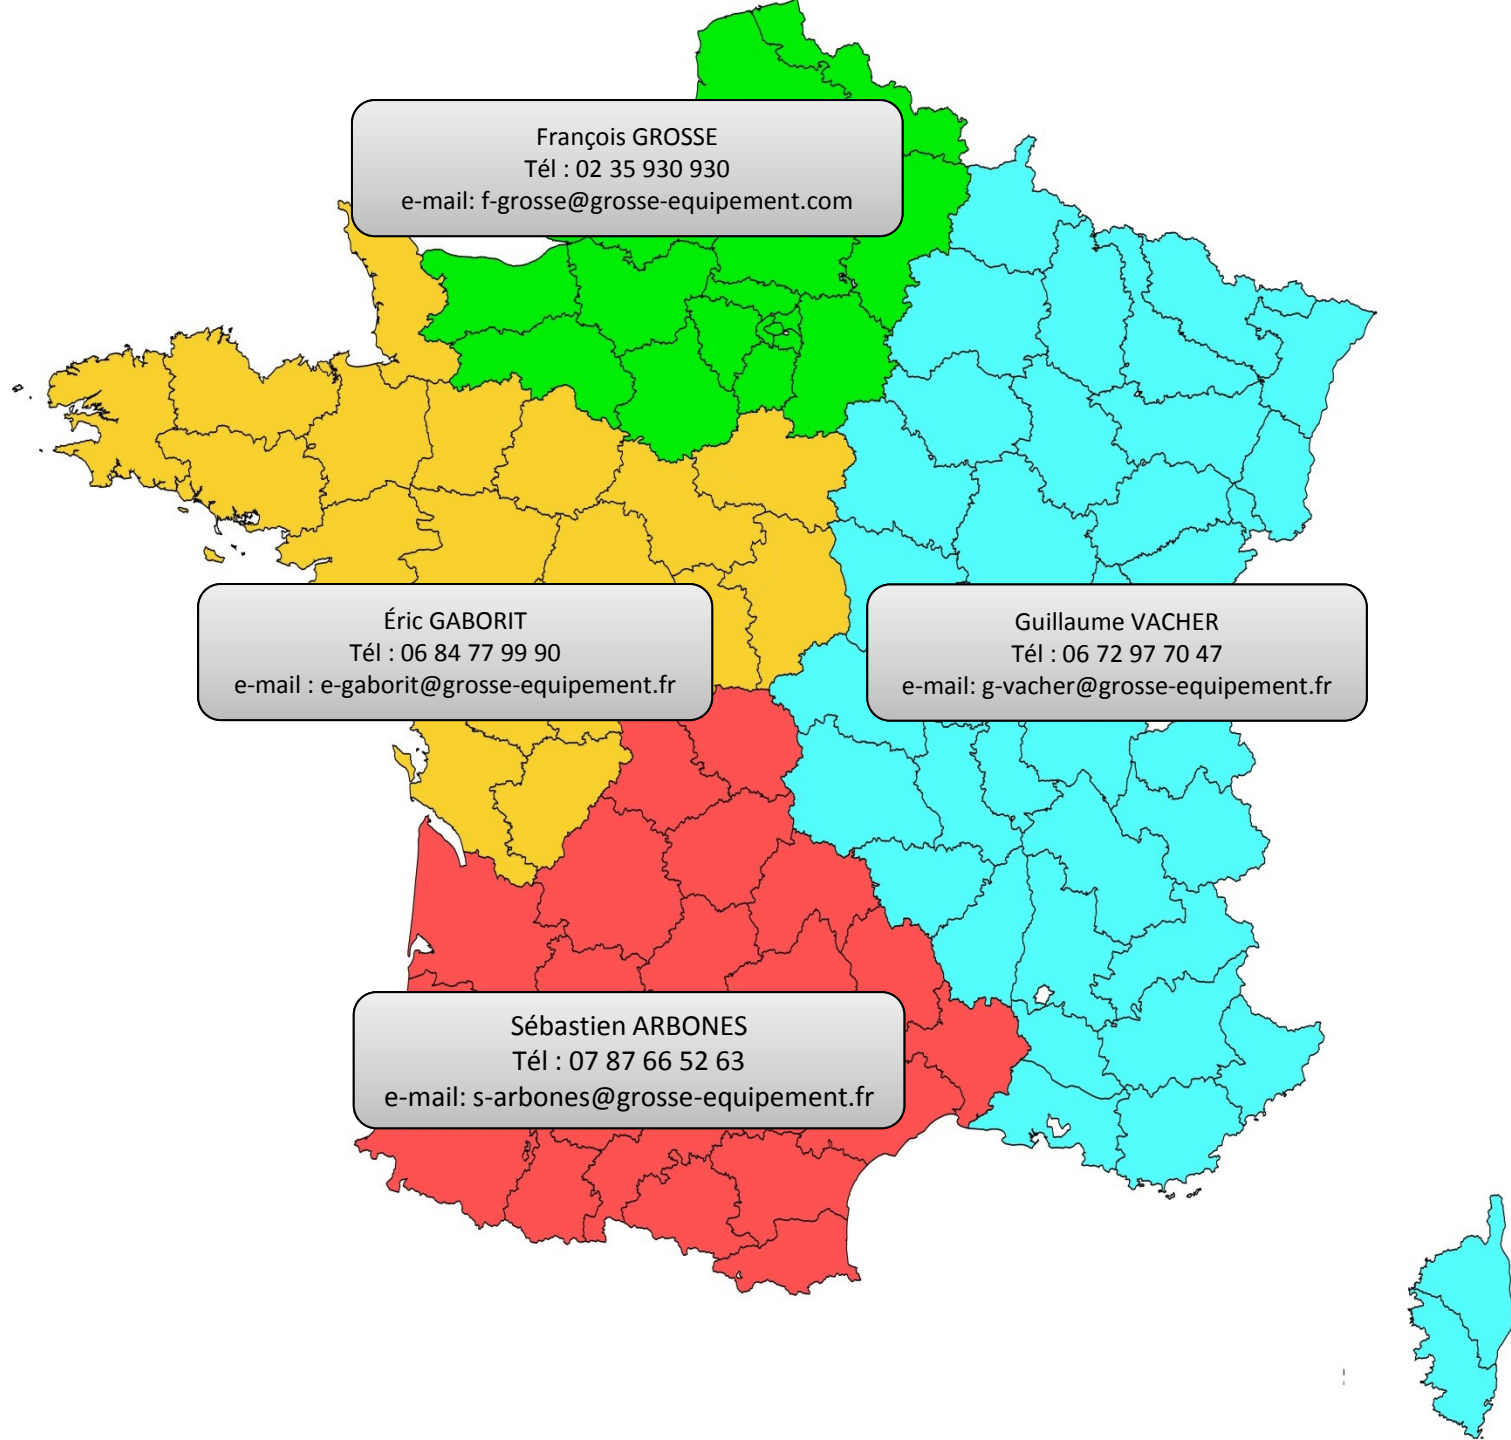 François GROSSE
Tél : 02 35 930 930
e-mail: f-grosse@grosse-equipement.com
Éric GABORIT
Tél : 06 84 77 99 90
e-mail : e-gaborit@grosse-equipement.fr
Guillaume VACHER
Tél : 06 72 97 70 47
e-mail: g-vacher@grosse-equipement.fr
Sébastien ARBONES
Tél : 07 87 66 52 63
e-mail: s-arbones@grosse-equipement.fr